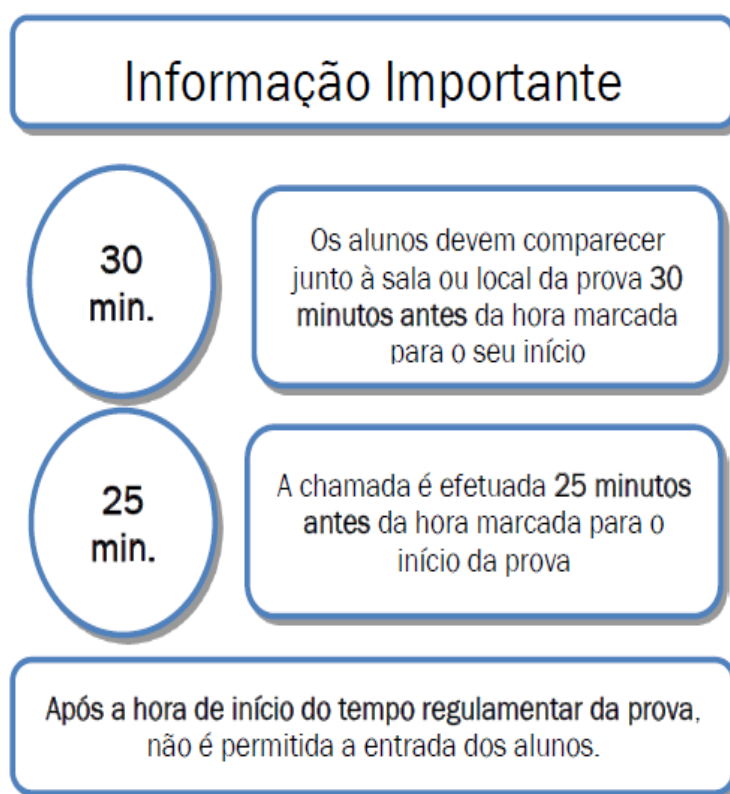 Informação Importante
30
min.
Os alunos devem comparecer
junto à sala ou local da prova 30
minutos antes da hora marcada
para o seu início
25
min.
A chamada é efetuada 25 minutos
antes da hora marcada para o
início da prova
Após a hora de início do tempo regulamentar da prova,
não é permitida a entrada dos alunos.